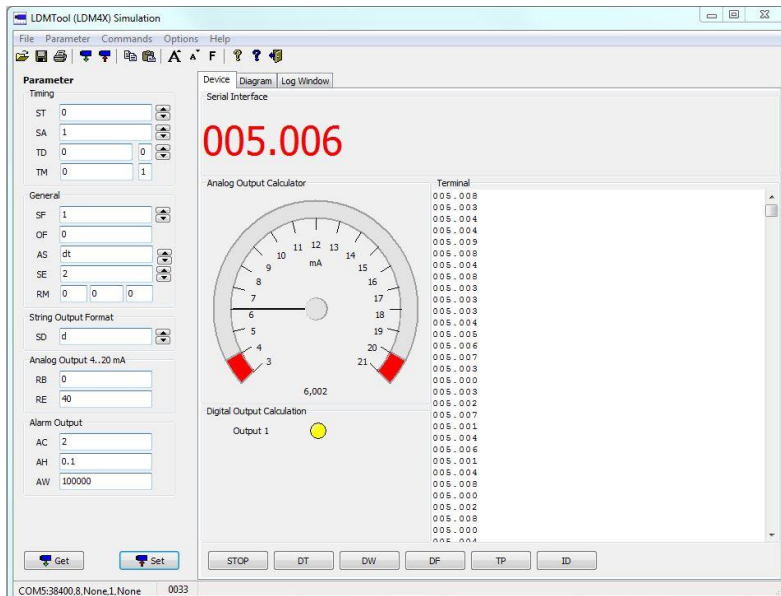 LDMTool (LDM4X) Simulation
File Parameter Commands Options Help
Parameter
Timing
ST 0
SA 1
TD 0 0
TM 0 1
General
SF 1
OF 0
AS dt
SE 2
RM 0 0 0
String Output Format
SD d
Analog Output 4..20 mA
RB 0
RE 40
Alarm Output
AC 2
AH 0.1
AW 100000
Get Set
Device Diagram Log Window
Serial Interface
005.006
Analog Output Calculator
3 4 5 6 7 8 9 10 11 12 13 14 15 16 17 18 19 20 21
mA
6,002
Digital Output Calculation
Output 1
Terminal
005.008
005.003
005.004
005.004
005.009
005.008
005.004
005.008
005.003
005.003
005.003
005.004
005.005
005.006
005.007
005.003
005.000
005.003
005.002
005.007
005.001
005.004
005.006
005.001
005.004
005.008
005.000
005.002
005.008
005.000
005.004
STOP DT DW DF TP ID
COM5:38400,8,None,1,None 0033